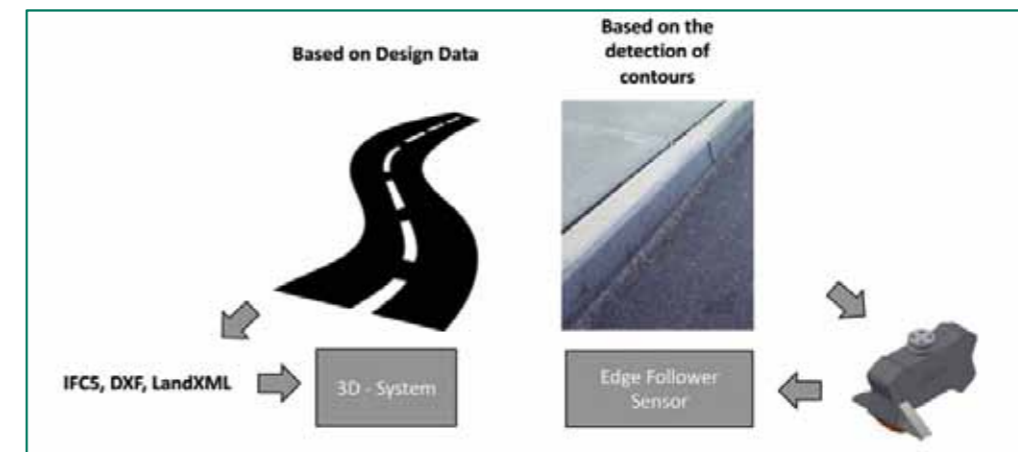 Based on Design Data
Based on the
detection of
contours
IFC5, DXF, LandXML
3D - System
Edge Follower
Sensor